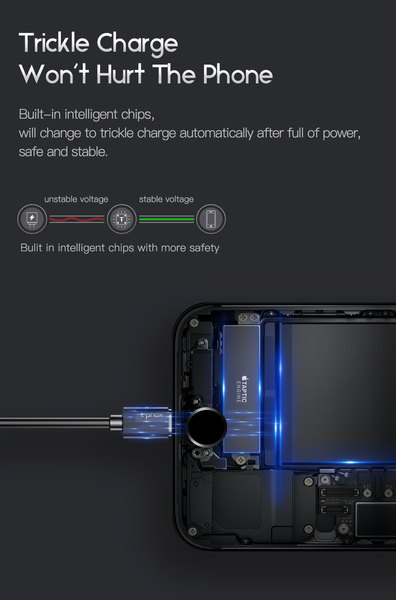 Trickle Charge
Won't Hurt The Phone
Built-in intelligent chips,
will change to trickle charge automatically after full of power,
safe and stable.
unstable voltage
stable voltage
T
Bulit in intelligent chips with more safety
TAPTIC
ENGINE